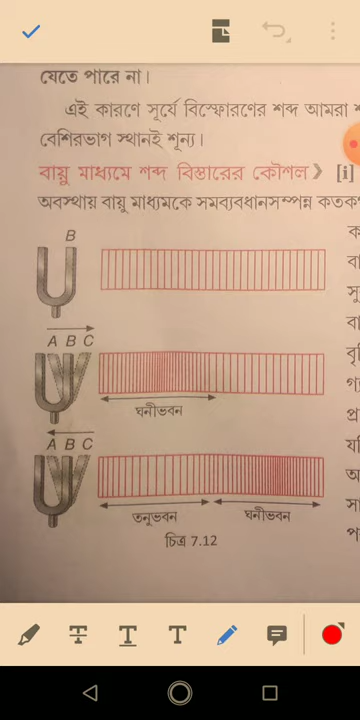 যেতে পারে না।
এই কারণে সূর্যে বিস্ফোরণের শব্দ আমরা
বেশিরভাগ স্থানই শূন্য।
বায়ু মাধ্যমে শব্দ বিস্তারের কৌশল》 [i]
অবস্থায় বায়ু মাধ্যমকে সমব্যবধানসম্পন্ন
B
A B C
ঘনীভবন
A B C
তনুভবন ঘনীভবন
চিত্র 7.12
T T T